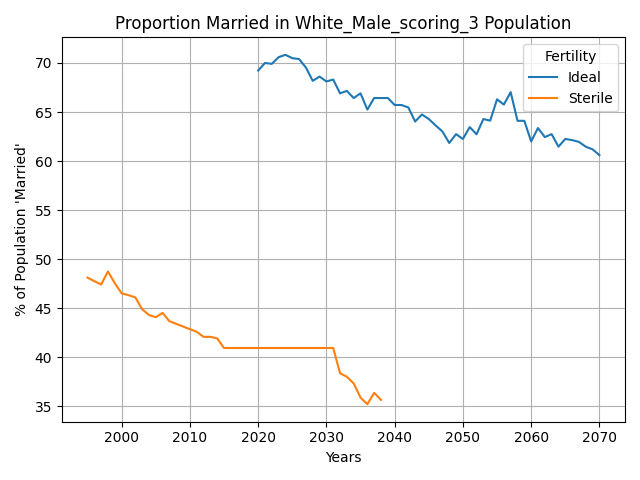 Proportion Married in White_Male_scoring_3 Population
Fertility
Ideal
Sterile
% of Population 'Married'
70
65
60
55
50
45
40
35
2000 2010 2020 2030 2040 2050 2060 2070
Years